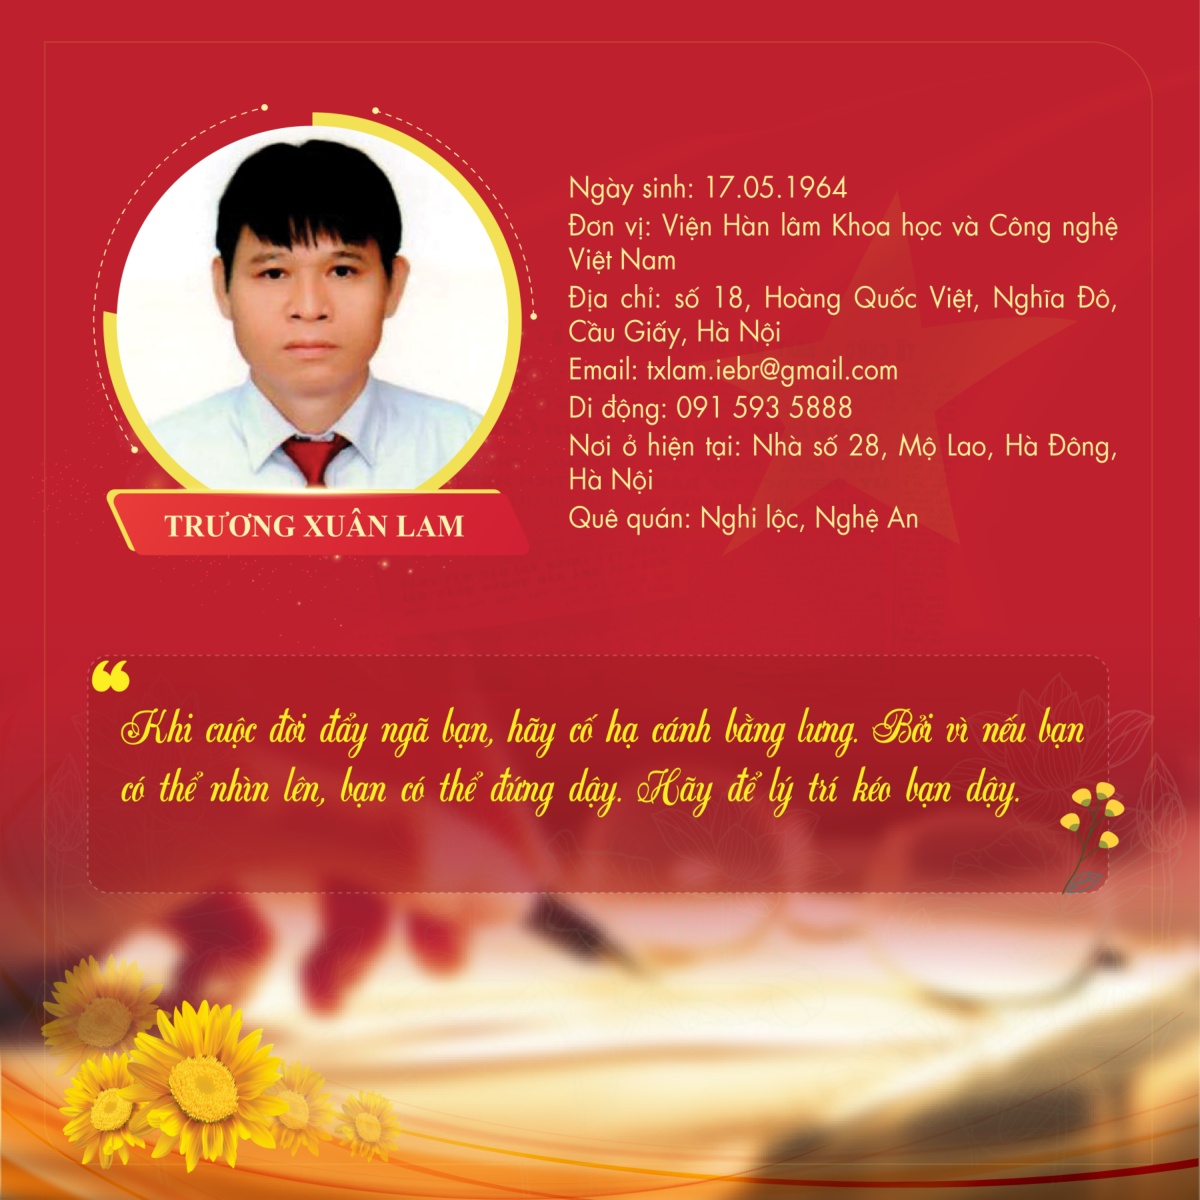 Ngày sinh: 17.05.1964
Đơn vị: Viện Hàn lâm Khoa học và Công nghệ
Việt Nam
Địa chỉ: số 18, Hoàng Quốc Việt, Nghĩa Đô,
Cầu Giấy, Hà Nội
Email: txlam.iebr@gmail.com
Di động: 091 593 5888
Nơi ở hiện tại: Nhà số 28, Mộ Lao, Hà Đông,
Hà Nội
Quê quán: Nghi lộc, Nghệ An
TRƯƠNG XUÂN LAM
❝
Khi cuộc đời đẩy ngã bạn, hãy cố hạ cánh bằng lưng. Bởi vì nếu bạn
có thể nhìn lên, bạn có thể đứng dậy. Hãy để lý trí kéo bạn dậy.